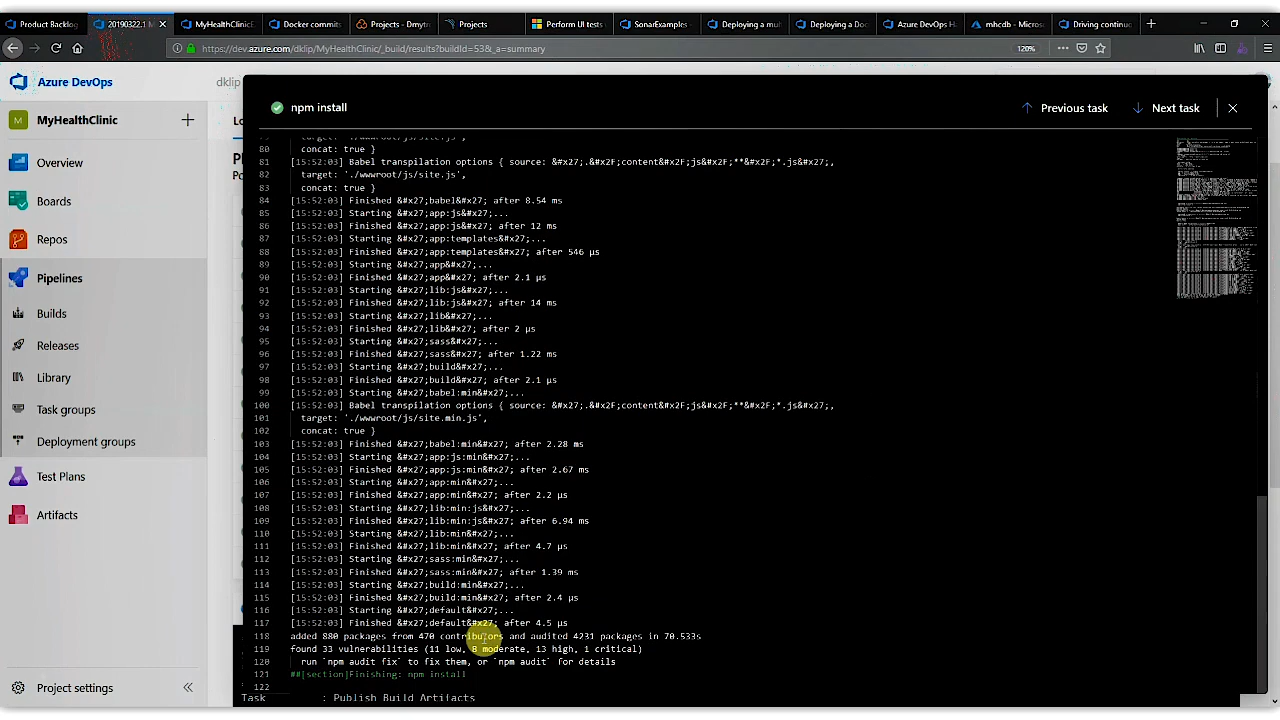 Product Backlog
20190322.1 M
MyHealthClinicE
Docker commits
Projects - Dmytro
Projects
Perform UI tests
SonarExamples
Deploying a mul
Deploying a Doc
Azure DevOps H
mhcdb - Micros
Driving continuo
https://dev.azure.com/dklip/MyHealthClinic/_build/results?buildId=53&_a=summary
120%
Azure DevOps
dklip
MyHealthClinic
Overview
Boards
Repos
Pipelines
Builds
Releases
Library
Task groups
Deployment groups
Test Plans
Artifacts
Project settings
npm install
Previous task
Next task
80 concat: true }
81 [15:52:03] Babel transpilation options { source: &#x27;.&#x2F;content&#x2F;js&#x2F;**&#x2F;*.js&#x27;,
82 target: './wwwroot/js/site.js',
83 concat: true }
84 [15:52:03] Finished &#x27;babel&#x27; after 8.54 ms
85 [15:52:03] Starting &#x27;app:js&#x27;...
86 [15:52:03] Finished &#x27;app:js&#x27; after 12 ms
87 [15:52:03] Starting &#x27;app:templates&#x27;...
88 [15:52:03] Finished &#x27;app:templates&#x27; after 546 μs
89 [15:52:03] Starting &#x27;app&#x27;...
90 [15:52:03] Finished &#x27;app&#x27; after 2.1 μs
91 [15:52:03] Starting &#x27;lib:js&#x27;...
92 [15:52:03] Finished &#x27;lib:js&#x27; after 14 ms
93 [15:52:03] Starting &#x27;lib&#x27;...
94 [15:52:03] Finished &#x27;lib&#x27; after 2 μs
95 [15:52:03] Starting &#x27;sass&#x27;...
96 [15:52:03] Finished &#x27;sass&#x27; after 1.22 ms
97 [15:52:03] Starting &#x27;build&#x27;...
98 [15:52:03] Finished &#x27;build&#x27; after 2.1 μs
99 [15:52:03] Starting &#x27;babel:min&#x27;...
100 [15:52:03] Babel transpilation options { source: &#x27;.&#x2F;content&#x2F;js&#x2F;**&#x2F;*.js&#x27;,
101 target: './wwwroot/js/site.min.js',
102 concat: true }
103 [15:52:03] Finished &#x27;babel:min&#x27; after 2.28 ms
104 [15:52:03] Starting &#x27;app:js:min&#x27;...
105 [15:52:03] Finished &#x27;app:js:min&#x27; after 2.67 ms
106 [15:52:03] Starting &#x27;app:min&#x27;...
107 [15:52:03] Finished &#x27;app:min&#x27; after 2.2 μs
108 [15:52:03] Starting &#x27;lib:min:js&#x27;...
109 [15:52:03] Finished &#x27;lib:min:js&#x27; after 6.94 ms
110 [15:52:03] Starting &#x27;lib:min&#x27;...
111 [15:52:03] Finished &#x27;lib:min&#x27; after 4.7 μs
112 [15:52:03] Starting &#x27;sass:min&#x27;...
113 [15:52:03] Finished &#x27;sass:min&#x27; after 1.39 ms
114 [15:52:03] Starting &#x27;build:min&#x27;...
115 [15:52:03] Finished &#x27;build:min&#x27; after 2.4 μs
116 [15:52:03] Starting &#x27;default&#x27;...
117 [15:52:03] Finished &#x27;default&#x27; after 4.5 μs
118 added 880 packages from 470 contributors and audited 4231 packages in 70.533s
119 found 33 vulnerabilities (11 low, 8 moderate, 13 high, 1 critical)
120 run `npm audit fix` to fix them, or `npm audit` for details
121 ##[section]Finishing: npm install
122
Task : Publish Build Artifacts